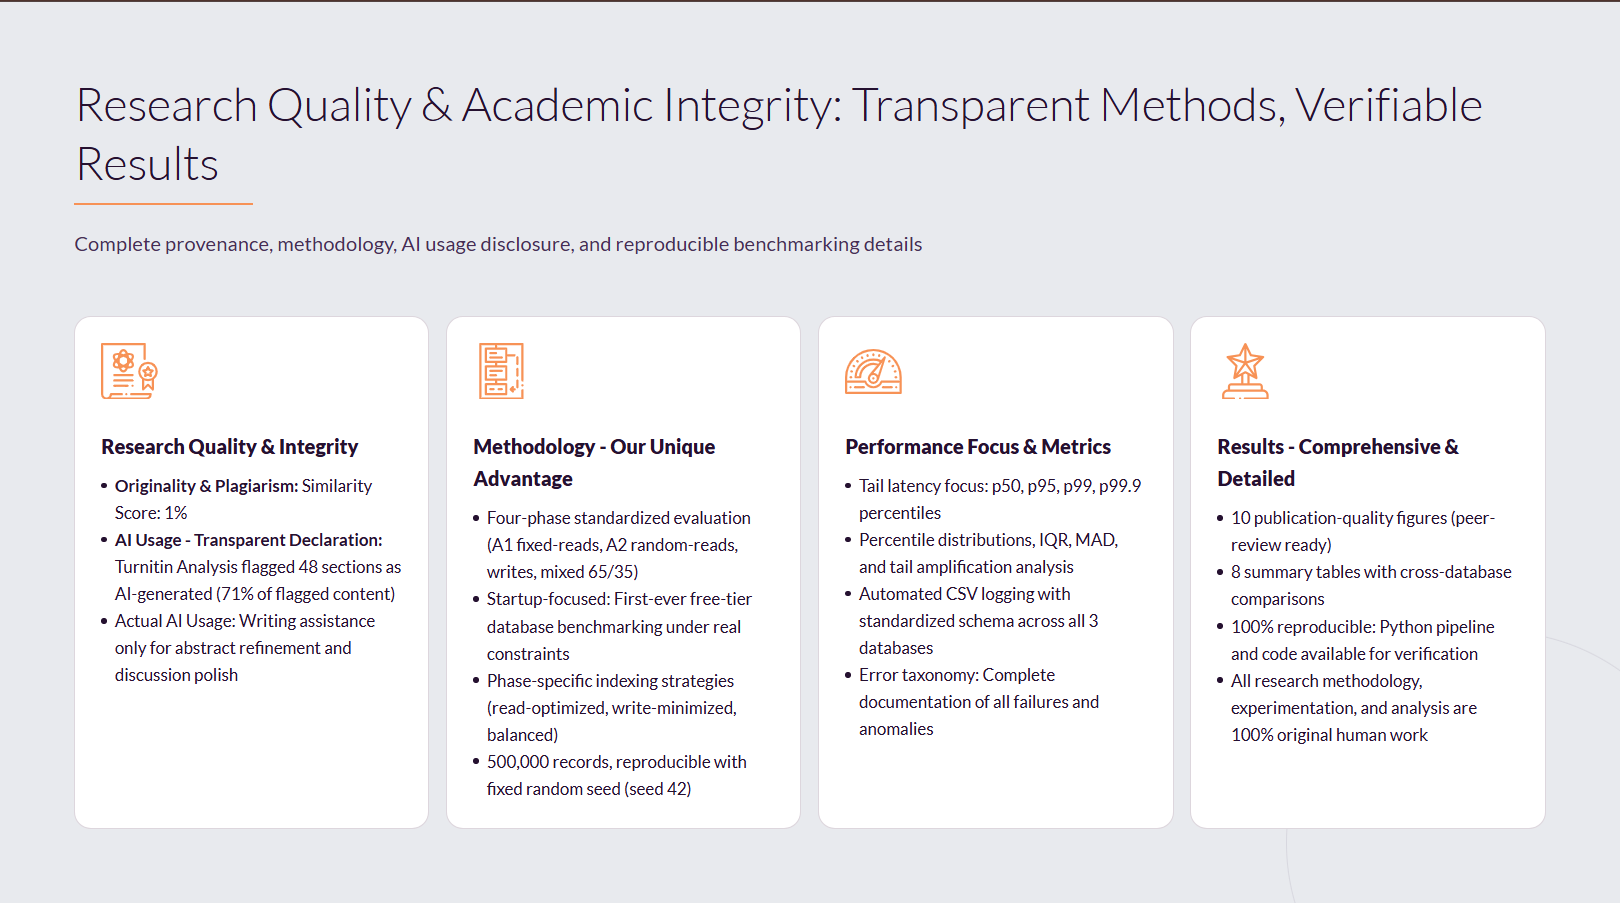 Research Quality & Academic Integrity: Transparent Methods, Verifiable
Results
Complete provenance, methodology, AI usage disclosure, and reproducible benchmarking details
Research Quality & Integrity
• Originality & Plagiarism: Similarity
Score: 1%
• AI Usage - Transparent Declaration:
Turnitin Analysis flagged 48 sections as
AI-generated (71% of flagged content)
• Actual AI Usage: Writing assistance
only for abstract refinement and
discussion polish
Methodology - Our Unique
Advantage
• Four-phase standardized evaluation
(A1 fixed-reads, A2 random-reads,
writes, mixed 65/35)
• Startup-focused: First-ever free-tier
database benchmarking under real
constraints
• Phase-specific indexing strategies
(read-optimized, write-minimized,
balanced)
• 500,000 records, reproducible with
fixed random seed (seed 42)
Performance Focus & Metrics
• Tail latency focus: p50, p95, p99, p99.9
percentiles
• Percentile distributions, IQR, MAD,
and tail amplification analysis
• Automated CSV logging with
standardized schema across all 3
databases
• Error taxonomy: Complete
documentation of all failures and
anomalies
Results - Comprehensive &
Detailed
• 10 publication-quality figures (peer-
review ready)
• 8 summary tables with cross-database
comparisons
• 100% reproducible: Python pipeline
and code available for verification
• All research methodology,
experimentation, and analysis are
100% original human work